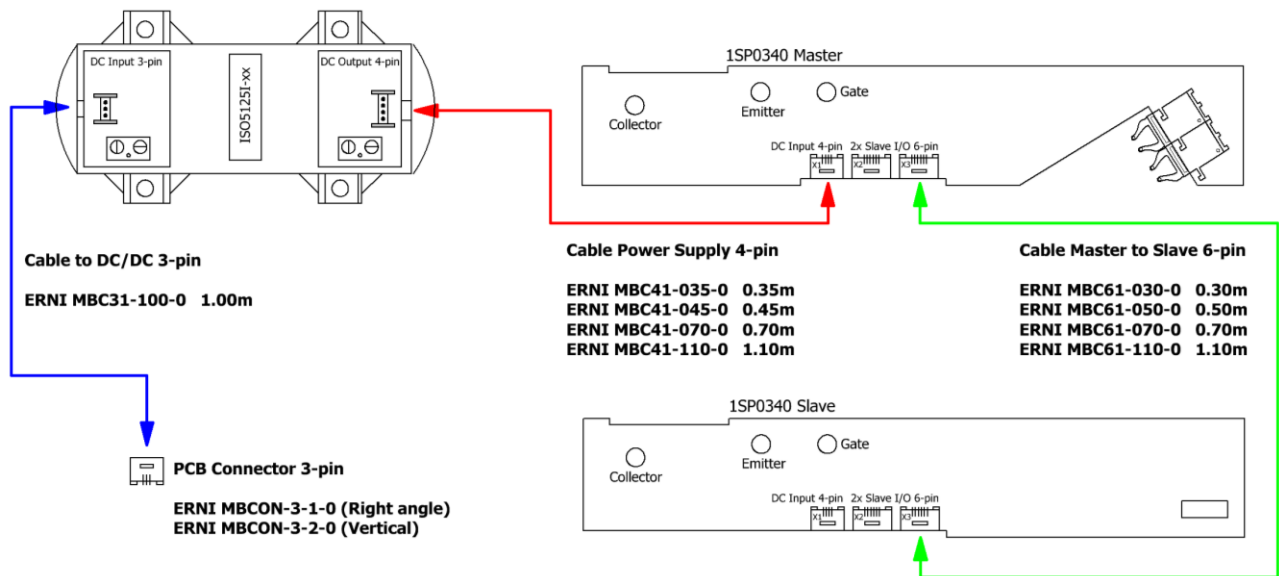 DC Input 3-pin
ISO5125I-xx
DC Output 4-pin
1SP0340 Master
Collector
Emitter
Gate
DC Input 4-pin 2x Slave I/O 6-pin
X1 X2 X3
Cable to DC/DC 3-pin
ERNI MBC31-100-0 1.00m
Cable Power Supply 4-pin
ERNI MBC41-035-0 0.35m
ERNI MBC41-045-0 0.45m
ERNI MBC41-070-0 0.70m
ERNI MBC41-110-0 1.10m
Cable Master to Slave 6-pin
ERNI MBC61-030-0 0.30m
ERNI MBC61-050-0 0.50m
ERNI MBC61-070-0 0.70m
ERNI MBC61-110-0 1.10m
PCB Connector 3-pin
ERNI MBCON-3-1-0 (Right angle)
ERNI MBCON-3-2-0 (Vertical)
1SP0340 Slave
Collector
Emitter
Gate
DC Input 4-pin 2x Slave I/O 6-pin
X1 X2 X3